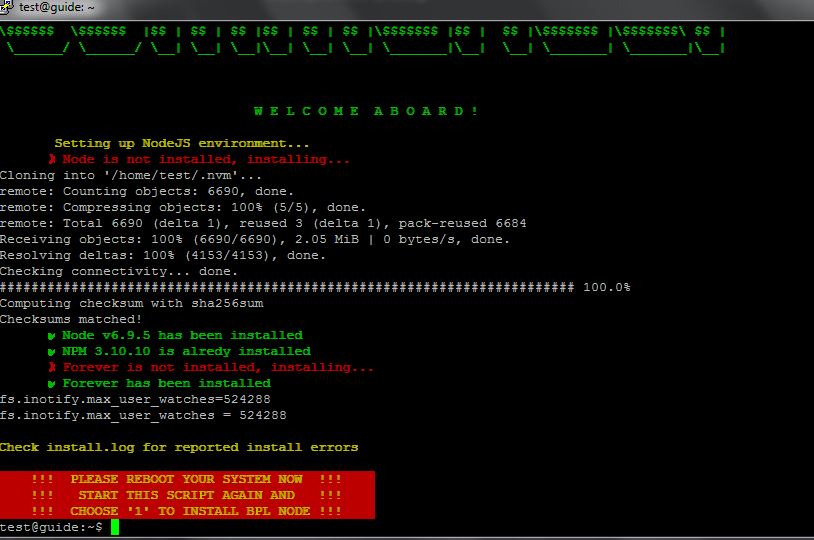 test@guide: ~
\$$$$$$  \$$$$$$  |$$ | $$ | $$ |$$ | $$ | $$ | $$ |\$$$$$$$ |$$ |  $$ |\$$$$$$$ |\$$$$$$$\ $$ |
\______/ \______/ \__| \__| \__|\__| \__| \__| \__| \_______|\__|  \__| \_______| \_______|\__|
W E L C O M E  A B O A R D !
Setting up NodeJS environment...
✘ Node is not installed, installing...
Cloning into '/home/test/.nvm'...
remote: Counting objects: 6690, done.
remote: Compressing objects: 100% (5/5), done.
remote: Total 6690 (delta 1), reused 3 (delta 1), pack-reused 6684
Receiving objects: 100% (6690/6690), 2.05 MiB | 0 bytes/s, done.
Resolving deltas: 100% (4153/4153), done.
Checking connectivity... done.
######################################################################## 100.0%
Computing checksum with sha256sum
Checksums matched!
✔ Node v6.9.5 has been installed
✔ NPM 3.10.10 is alredy installed
✘ Forever is not installed, installing...
✔ Forever has been installed
fs.inotify.max_user_watches=524288
fs.inotify.max_user_watches = 524288
Check install.log for reported install errors
!!!  PLEASE REBOOT YOUR SYSTEM NOW  !!!
!!!   START THIS SCRIPT AGAIN AND   !!!
!!!  CHOOSE '1' TO INSTALL BPL NODE !!!
test@guide:~$